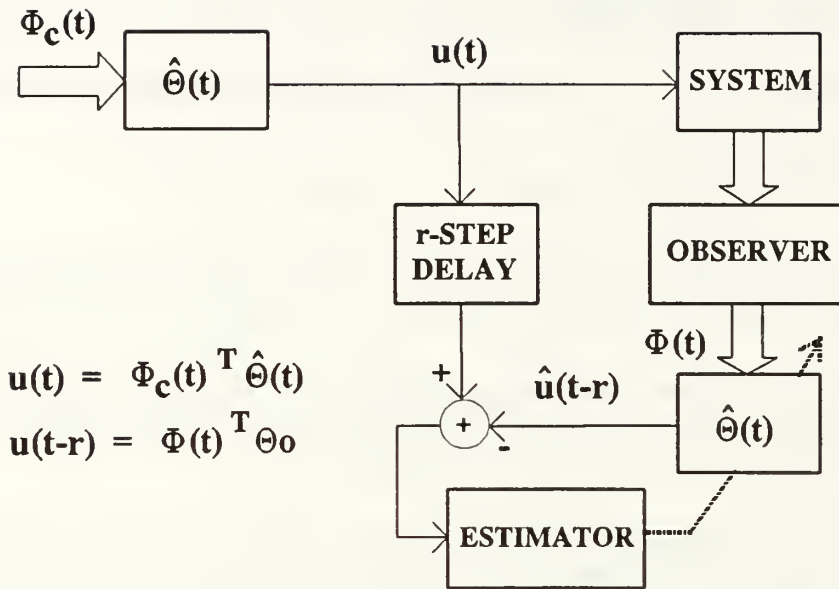 Φc(t)
Θ̂(t)
u(t)
SYSTEM
r-STEP
DELAY
OBSERVER
Φ(t)
u(t) = Φc(t) T Θ̂(t)
+
û(t-r)
Θ̂(t)
u(t-r) = Φ(t) T Θo
+
-
ESTIMATOR